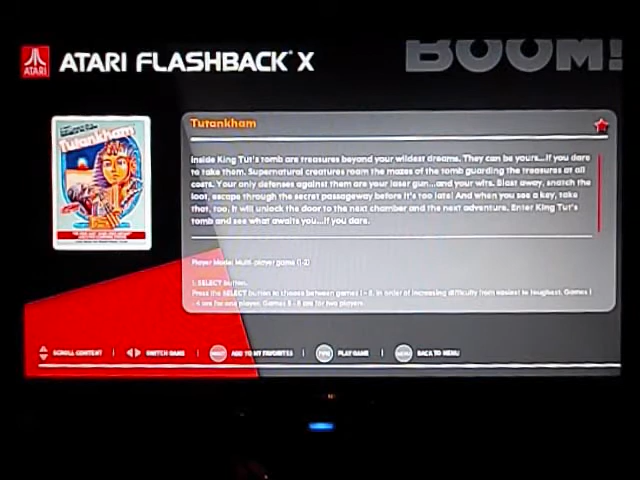 BOOM!
ATARI
ATARI FLASHBACK X
Tutankham
Tutankham
Inside King Tut's tomb are treasures beyond your wildest dreams. They can be yours...if you dare
to take them. Supernatural creatures roam the mazes of the tomb guarding the treasures at all
costs. Your only defenses against them are your laser gun...and your wits. Blast away, snatch the
loot, escape through the secret passageway before it's too late! And when you see a key, take
that, too. It will unlock the door to the next chamber and the next adventure. Enter King Tut's
tomb and see what awaits you...if you dare.
Player Mode: Multi-player game (1-2)
1. SELECT button.
Press the SELECT button to choose between games 1 - 8, in order of increasing difficulty from easiest to toughest. Games 1
- 4 are for one player. Games 5 - 8 are for two players.
SCROLL CONTENT | SWITCH GAME | ADD TO MY FAVORITES | FIRE PLAY GAME | MENU BACK TO MENU